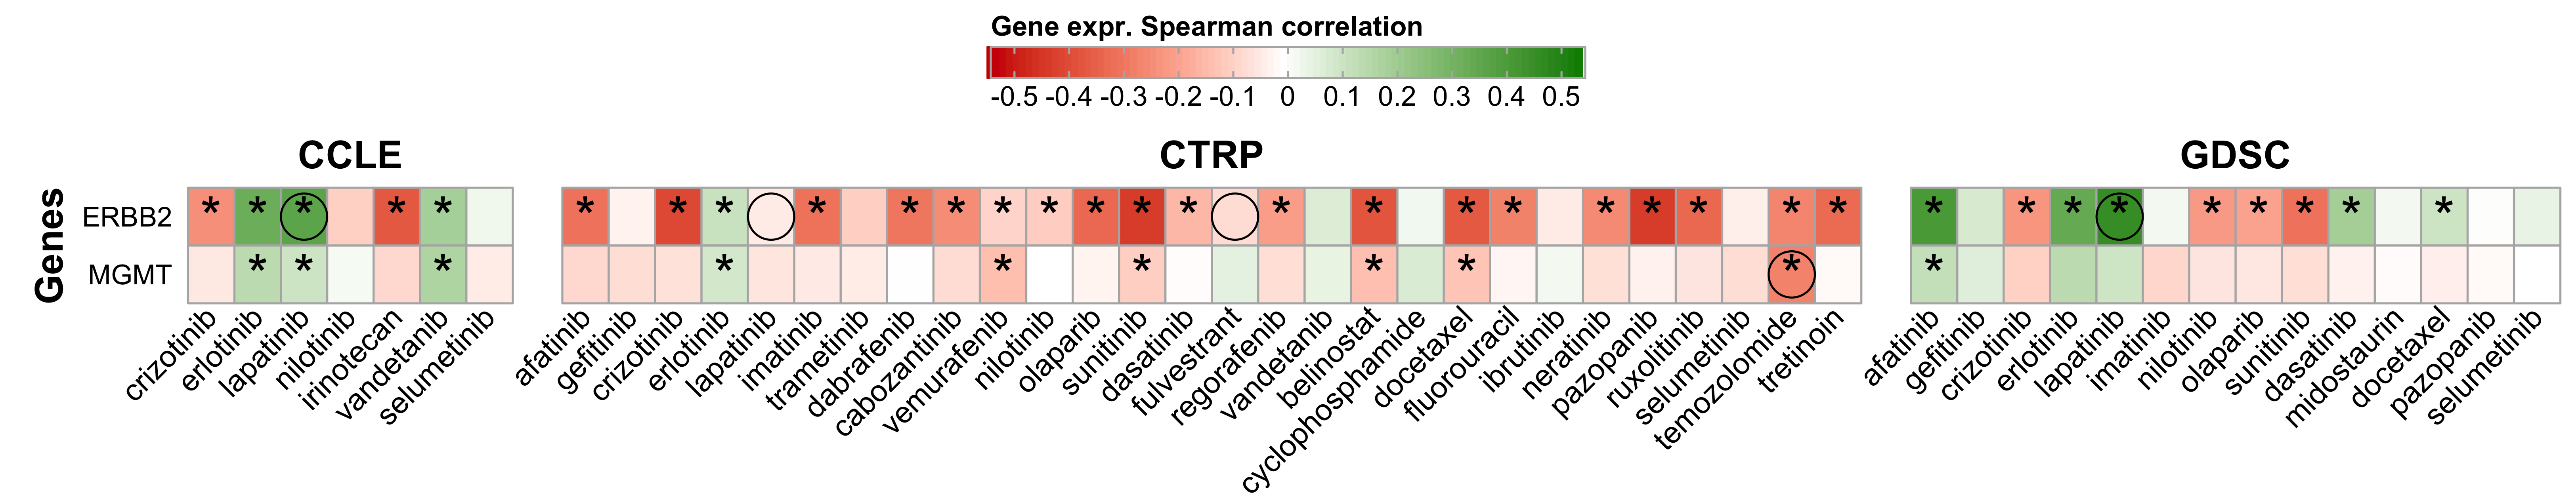 Gene expr. Spearman correlation
-0.5 -0.4 -0.3 -0.2 -0.1 0 0.1 0.2 0.3 0.4 0.5
CCLE
CTRP
GDSC
Genes
ERBB2
* * * * * * * * * * * * * * * * * * * * * * * * * * * * * * * * *
MGMT
* * * * * * * * * *
crizotinib
erlotinib
lapatinib
nilotinib
irinotecan
vandetanib
selumetinib
afatinib
gefitinib
crizotinib
erlotinib
lapatinib
imatinib
trametinib
dabrafenib
cabozantinib
vemurafenib
nilotinib
olaparib
sunitinib
dasatinib
fulvestrant
regorafenib
vandetanib
belinostat
cyclophosphamide
docetaxel
fluorouracil
ibrutinib
neratinib
pazopanib
ruxolitinib
selumetinib
temozolomide
tretinoin
afatinib
gefitinib
crizotinib
erlotinib
lapatinib
imatinib
nilotinib
olaparib
sunitinib
dasatinib
midostaurin
docetaxel
pazopanib
selumetinib